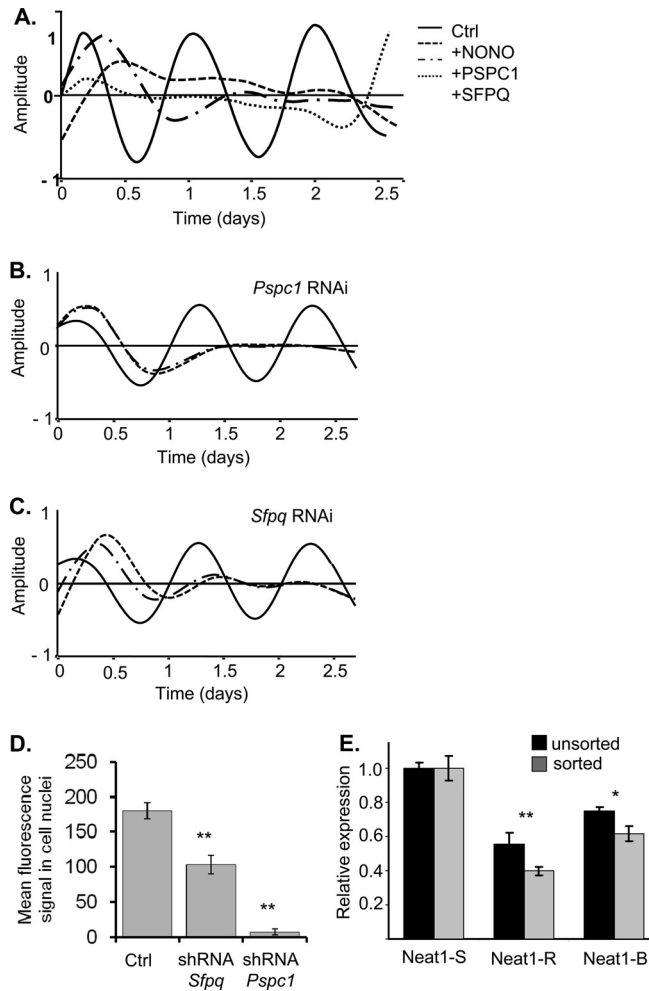 A.
1
0
- 1
Amplitude
0
0.5
1
1.5
2
2.5
Time (days)
Ctrl
+NONO
+PSPC1
+SFPQ
B.
Pspc1 RNAi
1
0
- 1
Amplitude
0
0.5
1
1.5
2
2.5
Time (days)
C.
Sfpq RNAi
1
0
- 1
Amplitude
0
0.5
1
1.5
2
2.5
Time (days)
D.
Mean fluorescence
signal in cell nuclei
250
200
150
100
50
0
**
**
Ctrl
shRNA
Sfpq
shRNA
Pspc1
E.
unsorted
sorted
Relative expression
1.0
0.8
0.6
0.4
0.2
**
*
Neat1-S
Neat1-R
Neat1-B